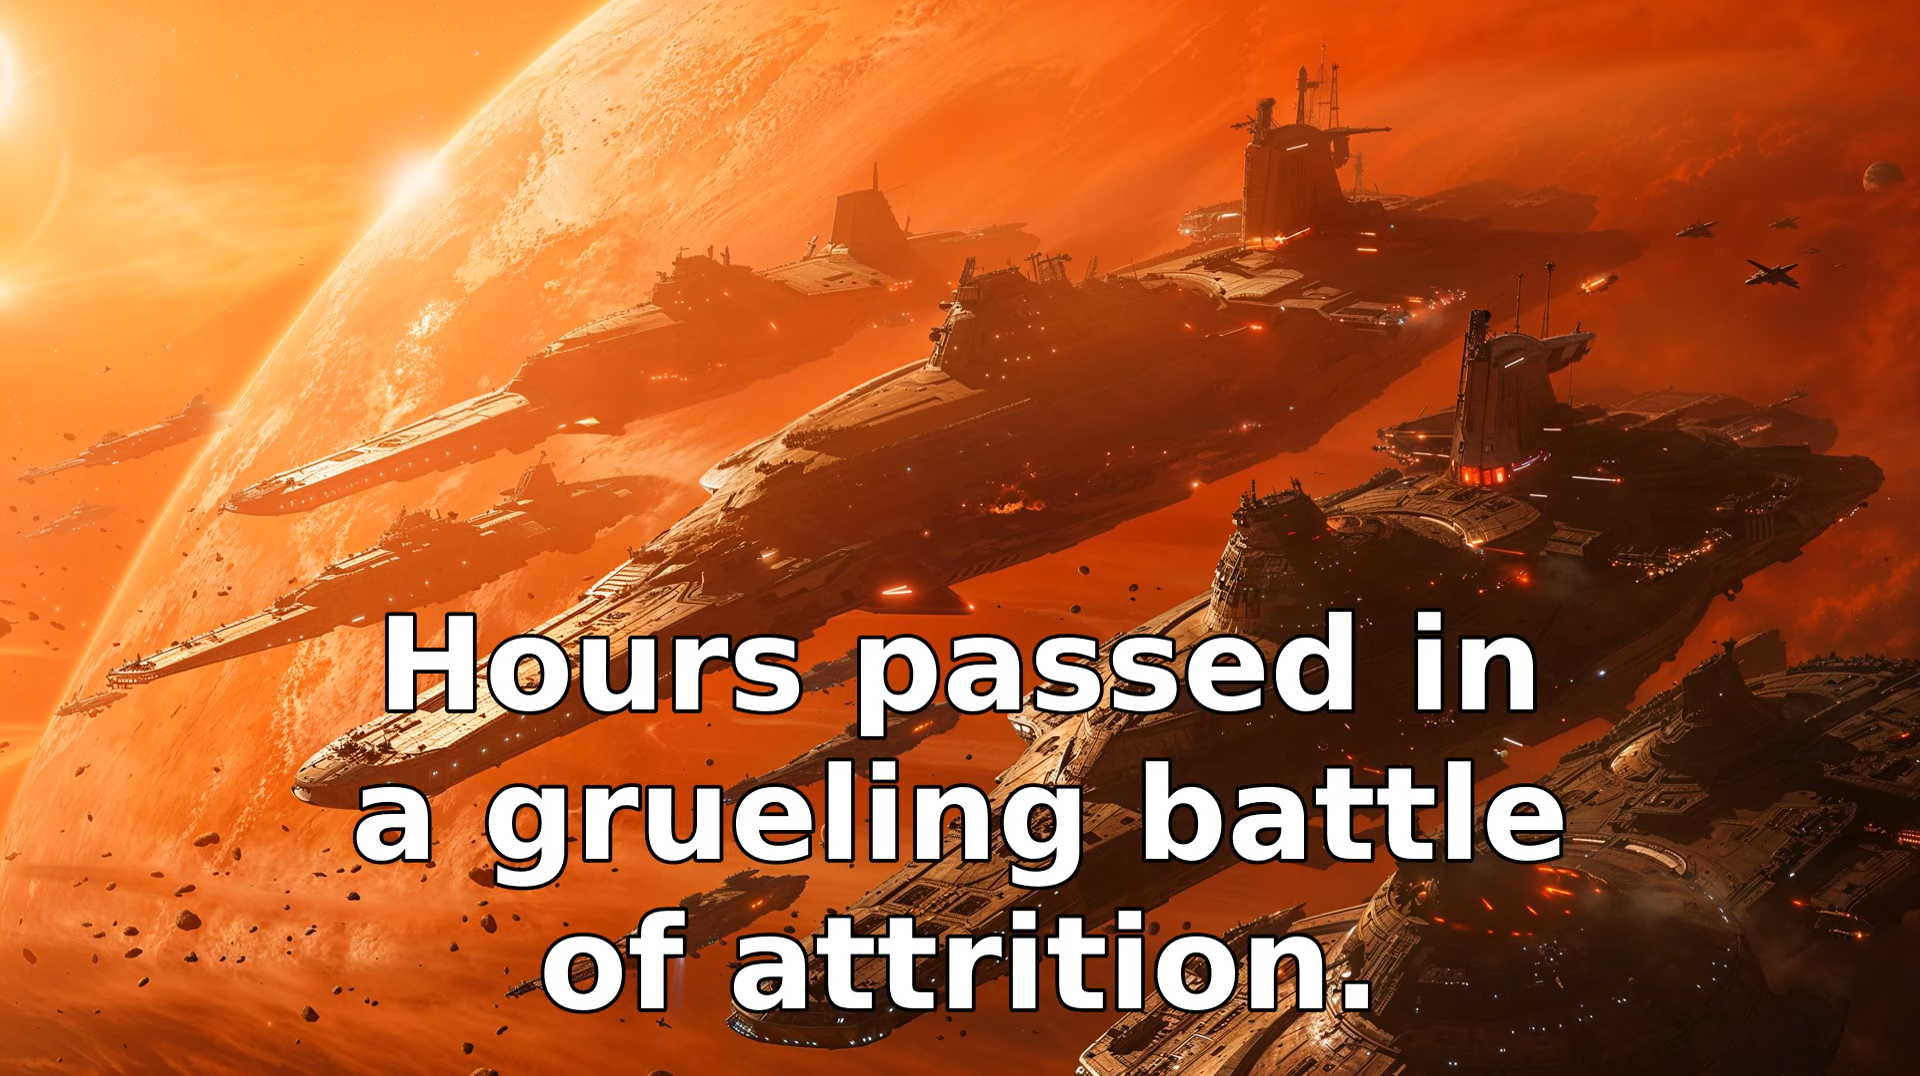 Hours passed in
a grueling battle
of attrition.